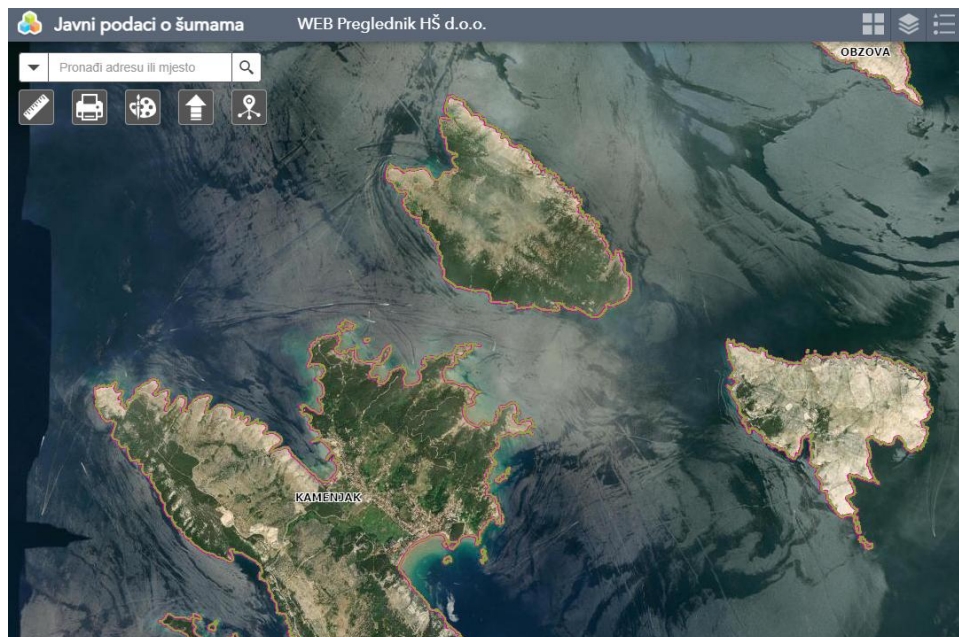 Javni podaci o šumama
WEB Preglednik HŠ d.o.o.
Pronađi adresu ili mjesto
OBZOVA
KAMENJAK